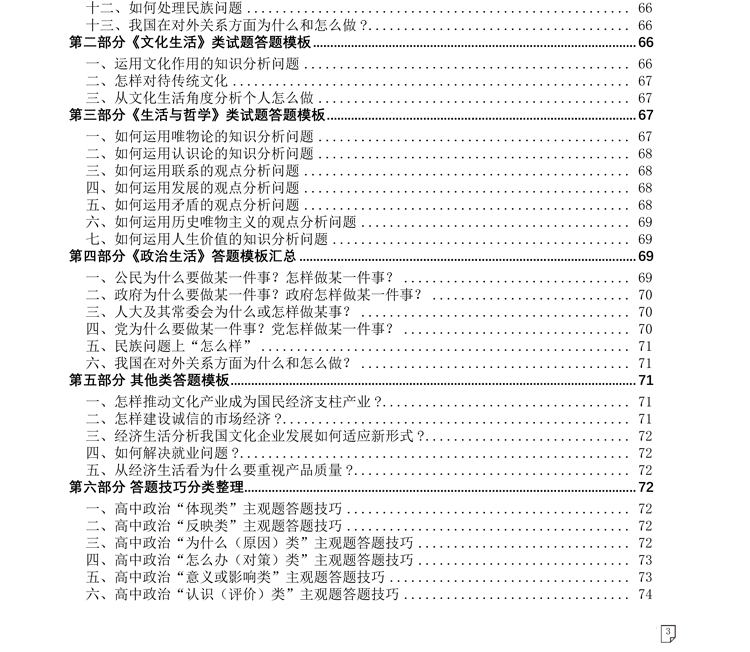 十二、如何处理民族问题 ........ 66
十三、我国在对外关系方面为什么和怎么做？........ 66
第二部分《文化生活》类试题答题模板........ 66
一、运用文化作用的知识分析问题 ........ 66
二、怎样对待传统文化 ........ 67
三、从文化生活角度分析个人怎么做 ........ 67
第三部分《生活与哲学》类试题答题模板........ 67
一、如何运用唯物论的知识分析问题 ........ 67
二、如何运用认识论的知识分析问题 ........ 68
三、如何运用联系的观点分析问题 ........ 68
四、如何运用发展的观点分析问题 ........ 68
五、如何运用矛盾的观点分析问题 ........ 68
六、如何运用历史唯物主义的观点分析问题 ........ 69
七、如何运用人生价值的知识分析问题 ........ 69
第四部分《政治生活》答题模板汇总 ........ 69
一、公民为什么要做某一件事？怎样做某一件事？ ........ 69
二、政府为什么要做某一件事？政府怎样做某一件事？ ........ 70
三、人大及其常委会为什么或怎样做某事？ ........ 70
四、党为什么要做某一件事？党怎样做某一件事？ ........ 70
五、民族问题上“怎么样” ........ 71
六、我国在对外关系方面为什么和怎么做？ ........ 71
第五部分 其他类答题模板........ 71
一、怎样推动文化产业成为国民经济支柱产业？........ 71
二、怎样建设诚信的市场经济？........ 71
三、经济生活分析我国文化企业发展如何适应新形式？........ 72
四、如何解决就业问题？........ 72
五、从经济生活看为什么要重视产品质量？........ 72
第六部分 答题技巧分类整理........ 72
一、高中政治“体现类”主观题答题技巧 ........ 72
二、高中政治“反映类”主观题答题技巧 ........ 72
三、高中政治“为什么（原因）类”主观题答题技巧 ........ 72
四、高中政治“怎么办（对策）类”主观题答题技巧 ........ 73
五、高中政治“意义或影响类”主观题答题技巧 ........ 73
六、高中政治“认识（评价）类”主观题答题技巧 ........ 74
3